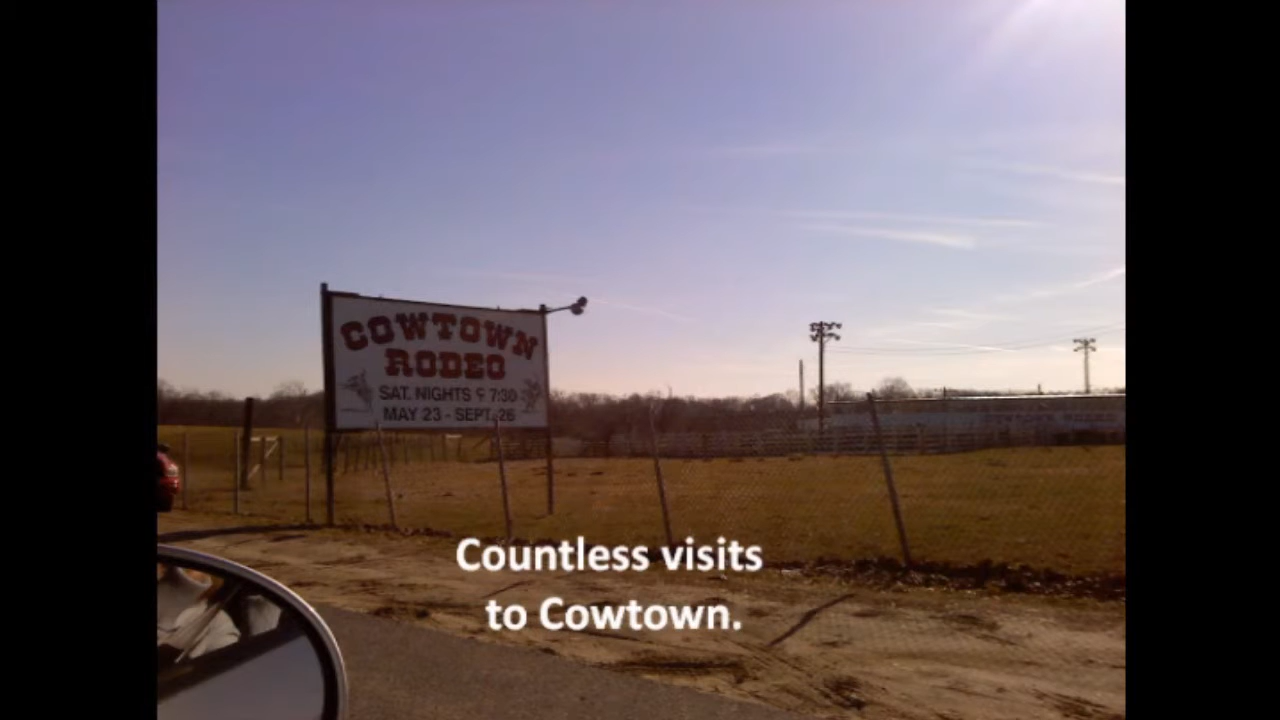 COWTOWN
RODEO
SAT. NIGHTS 7:30
MAY 23 - SEPT. 26
Countless visits
to Cowtown.